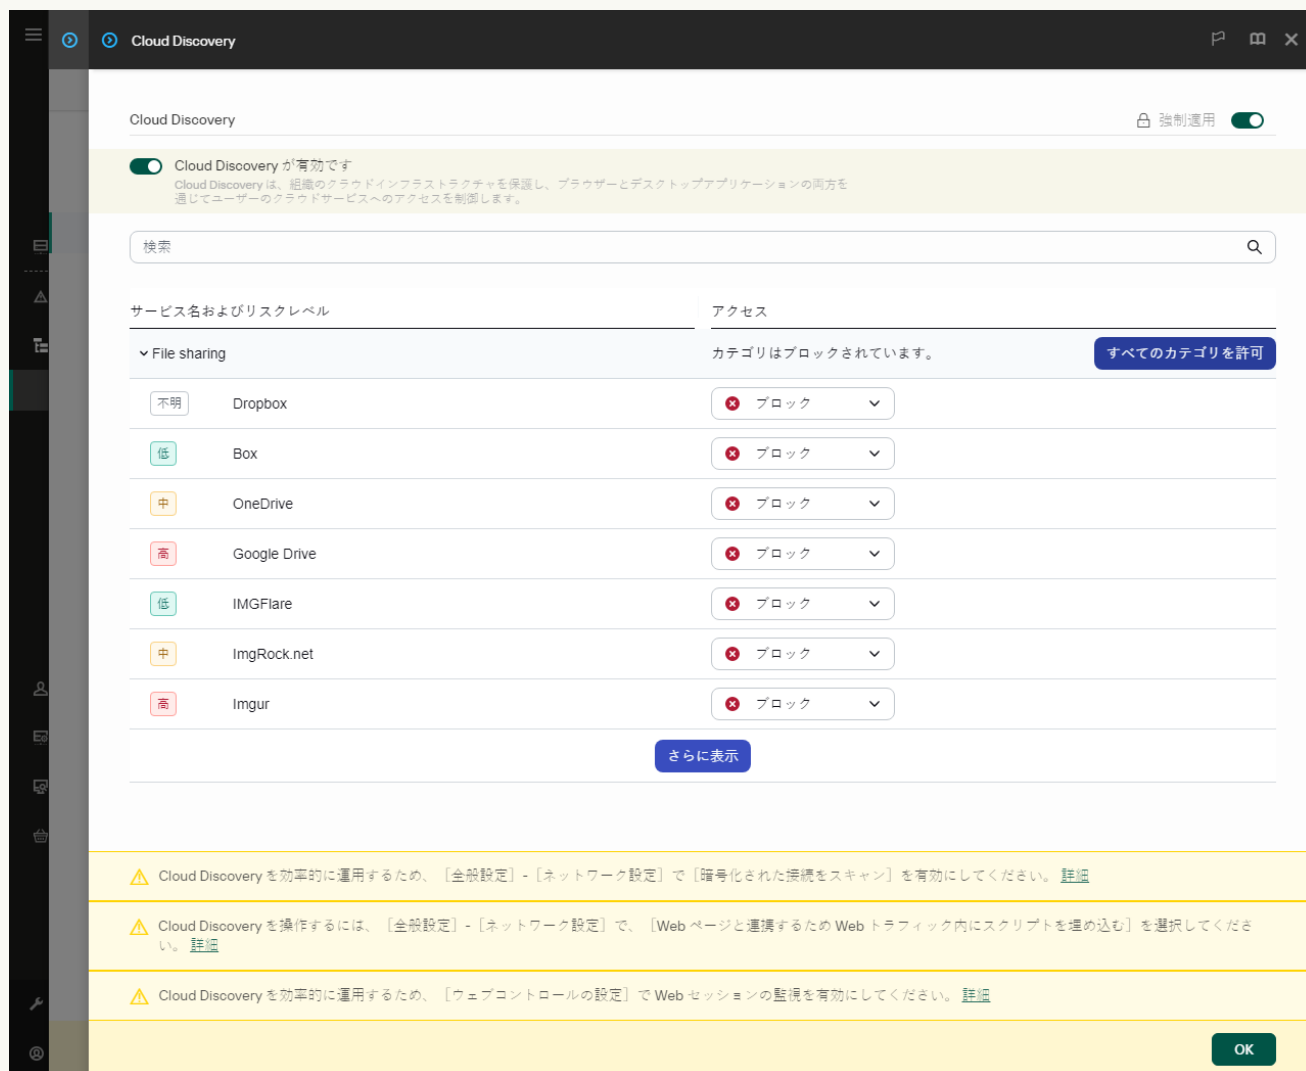 Cloud Discovery
Cloud Discovery
強制適用
Cloud Discovery が有効です
Cloud Discovery は、組織のクラウドインフラストラクチャを保護し、ブラウザーとデスクトップアプリケーションの両方を
通じてユーザーのクラウドサービスへのアクセスを制御します。
検索
サービス名およびリスクレベル
アクセス
File sharing
カテゴリはブロックされています。
すべてのカテゴリを許可
不明 Dropbox ブロック
低 Box ブロック
中 OneDrive ブロック
高 Google Drive ブロック
低 IMGFlare ブロック
中 ImgRock.net ブロック
高 Imgur ブロック
さらに表示
Cloud Discovery を効率的に運用するため、［全般設定］-［ネットワーク設定］で［暗号化された接続をスキャン］を有効にしてください。 詳細
Cloud Discovery を操作するには、［全般設定］-［ネットワーク設定］で、［Web ページと連携するため Web トラフィック内にスクリプトを埋め込む］を選択してくださ
い。 詳細
Cloud Discovery を効率的に運用するため、［ウェブコントロールの設定］で Web セッションの監視を有効にしてください。 詳細
OK